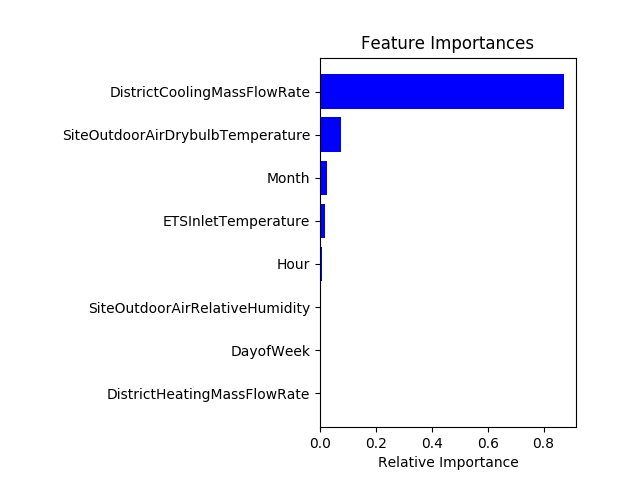 Feature Importances
DistrictCoolingMassFlowRate
SiteOutdoorAirDrybulbTemperature
Month
ETSInletTemperature
Hour
SiteOutdoorAirRelativeHumidity
DayofWeek
DistrictHeatingMassFlowRate
0.0 0.2 0.4 0.6 0.8
Relative Importance